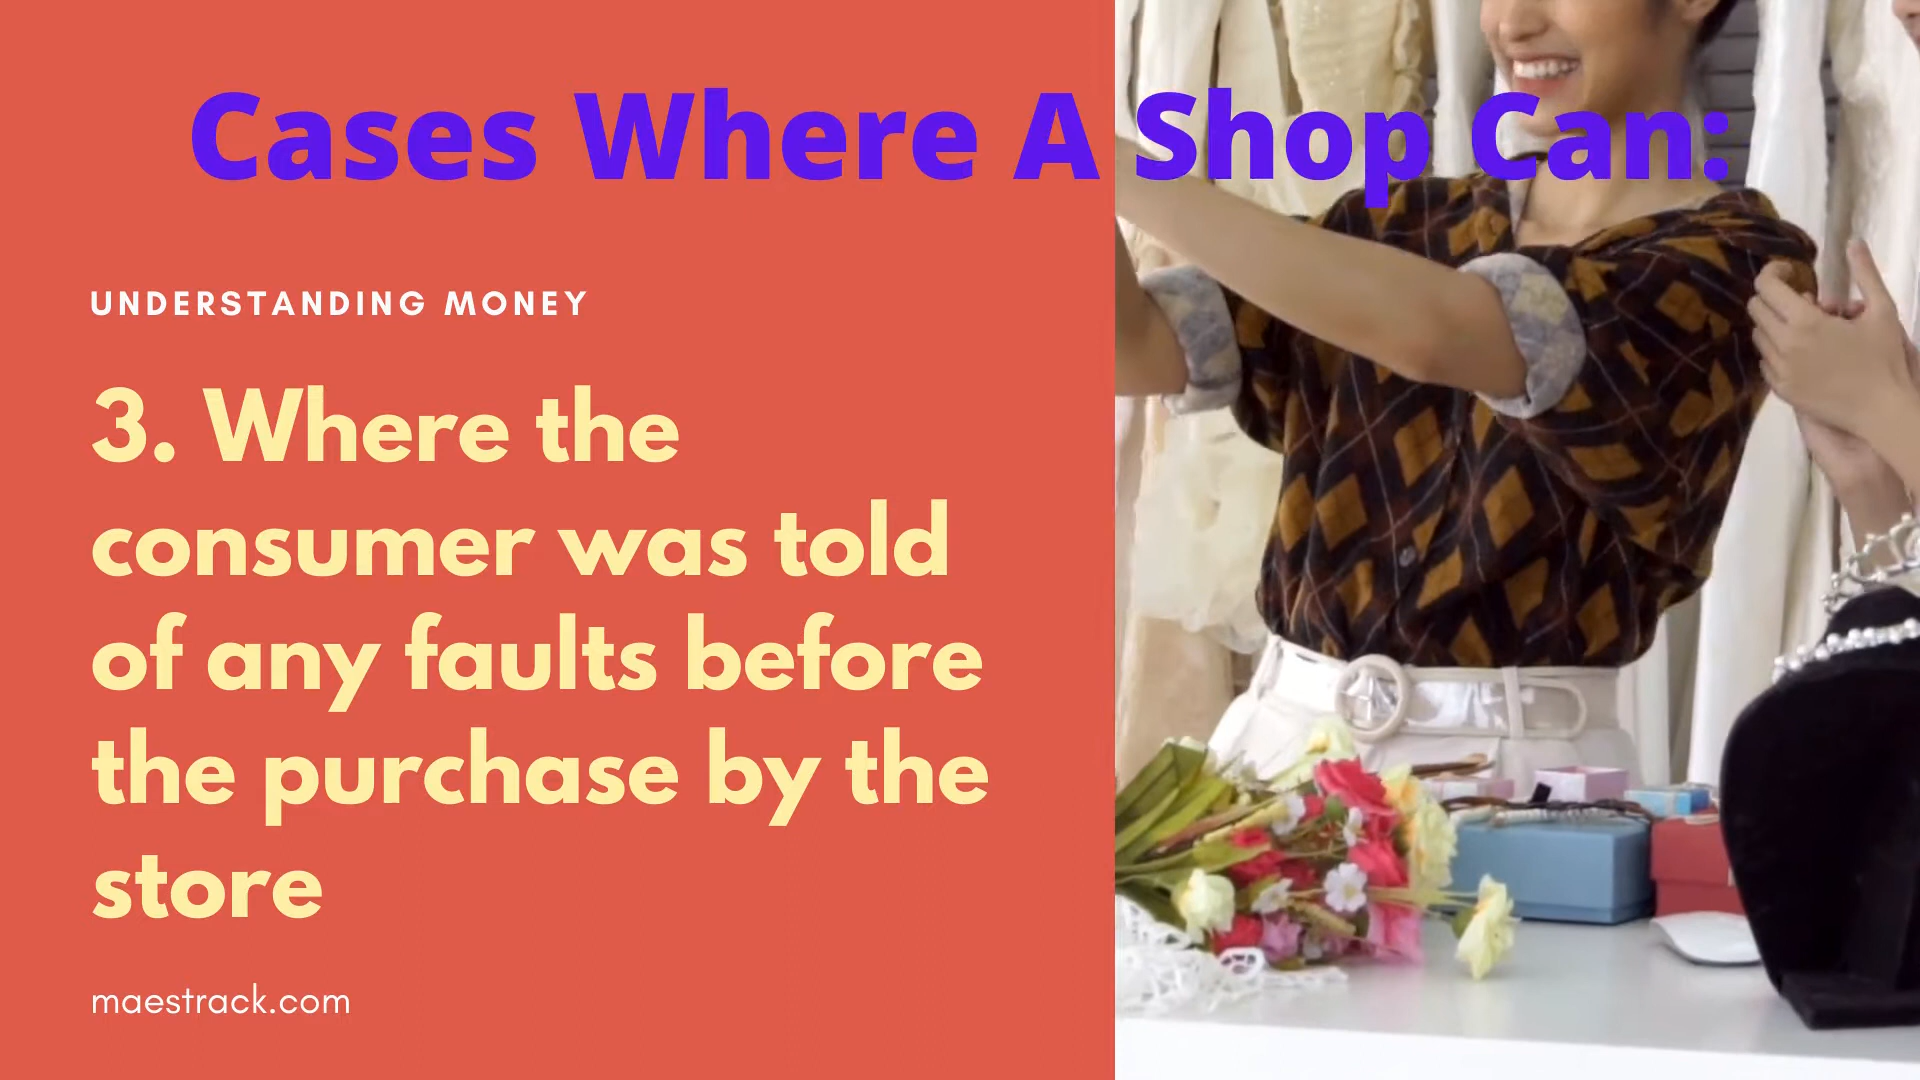 Cases Where A Shop Can:
UNDERSTANDING MONEY
3. Where the
consumer was told
of any faults before
the purchase by the
store
maestrack.com